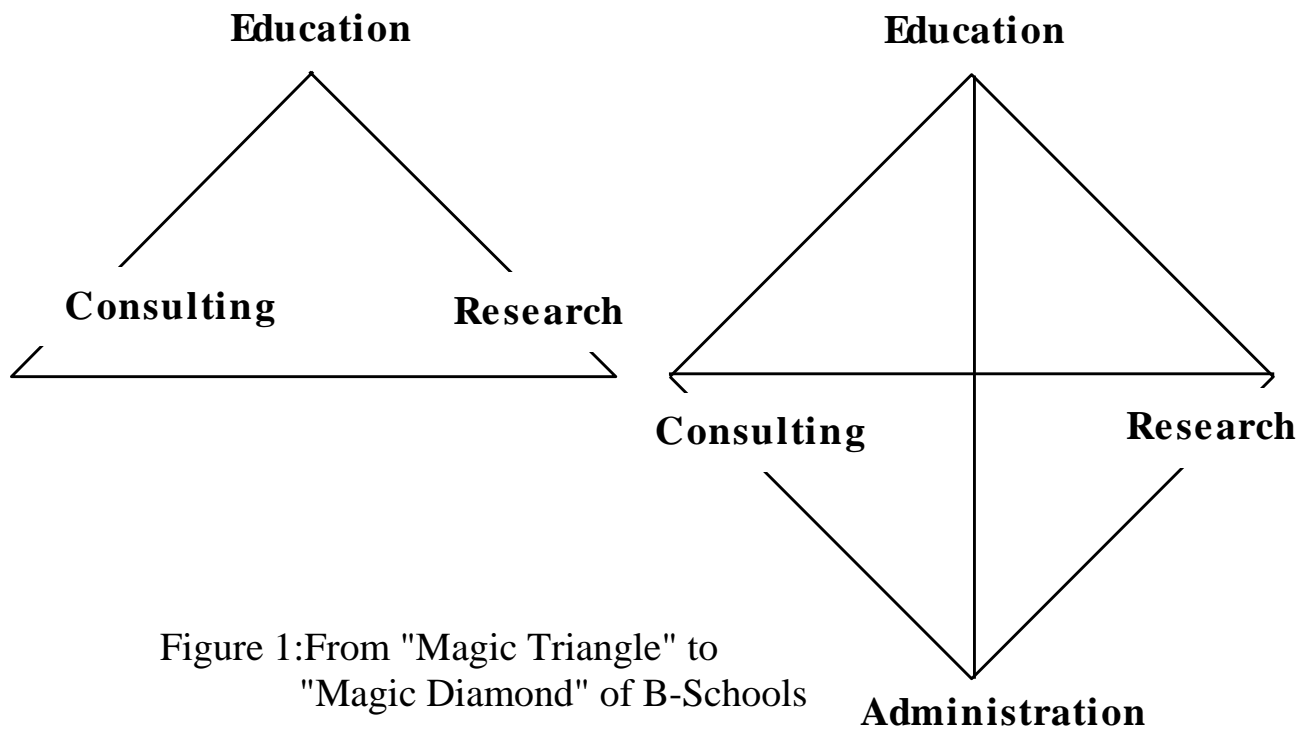 Education
Consulting
Research
Education
Consulting
Research
Administration
Figure 1:From "Magic Triangle" to
"Magic Diamond" of B-Schools